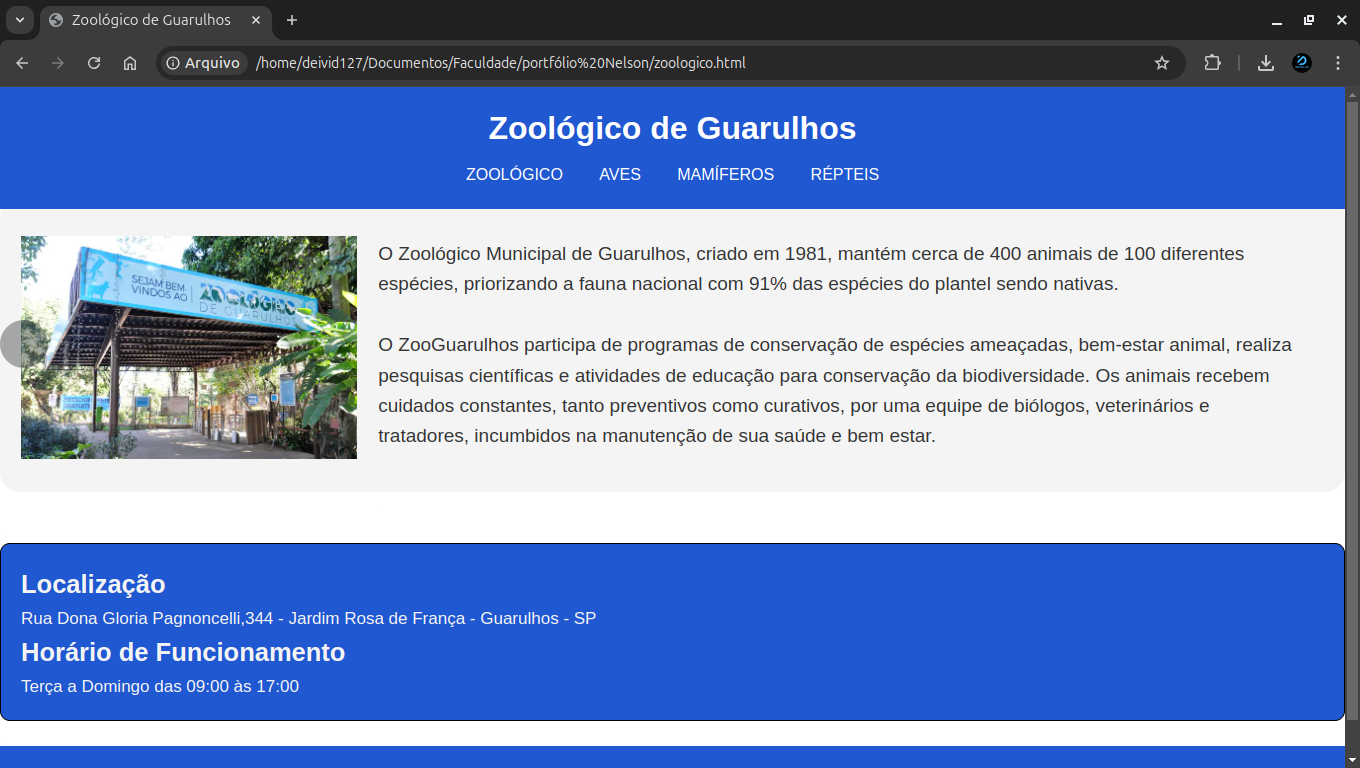 Zoológico de Guarulhos
Arquivo /home/deivid127/Documentos/Faculdade/portfólio%20Nelson/zoologico.html
Zoológico de Guarulhos
ZOOLÓGICO AVES MAMÍFEROS RÉPTEIS
SEJAM BEM-
VINDOS AO
ZOOLÓGICO
DE GUARULHOS
O Zoológico Municipal de Guarulhos, criado em 1981, mantém cerca de 400 animais de 100 diferentes
espécies, priorizando a fauna nacional com 91% das espécies do plantel sendo nativas.
O ZooGuarulhos participa de programas de conservação de espécies ameaçadas, bem-estar animal, realiza
pesquisas científicas e atividades de educação para conservação da biodiversidade. Os animais recebem
cuidados constantes, tanto preventivos como curativos, por uma equipe de biólogos, veterinários e
tratadores, incumbidos na manutenção de sua saúde e bem estar.
Localização
Rua Dona Gloria Pagnoncelli,344 - Jardim Rosa de França - Guarulhos - SP
Horário de Funcionamento
Terça a Domingo das 09:00 às 17:00